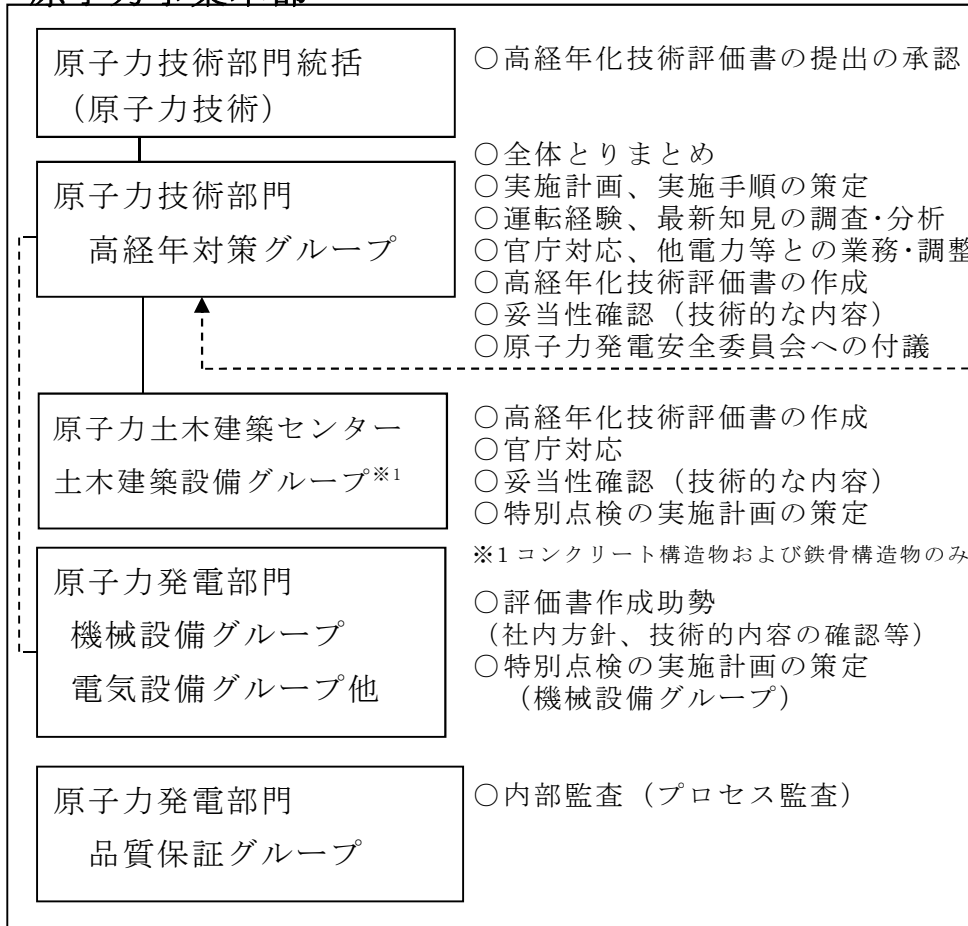 原子力事業本部
原子力技術部門統括
（原子力技術）
○高経年化技術評価書の提出の承認
原子力技術部門
高経年対策グループ
○全体とりまとめ
○実施計画、実施手順の策定
○運転経験、最新知見の調査･分析
○官庁対応、他電力等との業務･調整
○高経年化技術評価書の作成
○妥当性確認（技術的な内容）
○原子力発電安全委員会への付議
原子力土木建築センター
土木建築設備グループ※1
○高経年化技術評価書の作成
○官庁対応
○妥当性確認（技術的な内容）
○特別点検の実施計画の策定
※1 コンクリート構造物および鉄骨構造物のみ
原子力発電部門
機械設備グループ
電気設備グループ他
○評価書作成助勢
（社内方針、技術的内容の確認等）
○特別点検の実施計画の策定
（機械設備グループ）
原子力発電部門
品質保証グループ
○内部監査（プロセス監査）